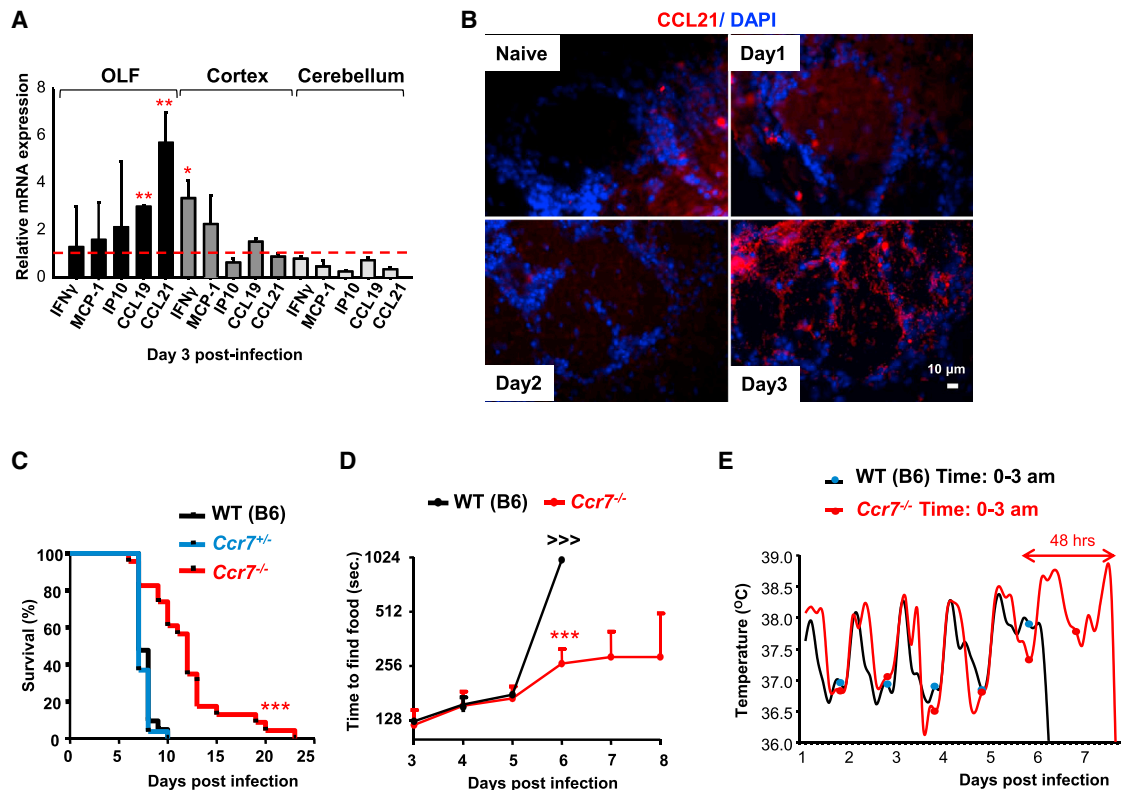 A
OLF Cortex Cerebellum
Relative mRNA expression
8
6
4
2
0
** ** *
IFNγ MCP-1 IP10 CCL19 CCL21 IFNγ MCP-1 IP10 CCL19 CCL21 IFNγ MCP-1 IP10 CCL19 CCL21
Day 3 post-infection
B
CCL21/ DAPI
Naive
Day1
Day2
Day3
10 µm
C
WT (B6)
Ccr7+/-
Ccr7-/-
Survival (%)
100
80
60
40
20
0
***
0 5 10 15 20 25
Days post infection
D
WT (B6) Ccr7-/-
Time to find food (sec.)
1024
512
256
128
>>>
***
3 4 5 6 7 8
Days post infection
E
WT (B6) Time: 0-3 am
Ccr7-/- Time: 0-3 am
48 hrs
Temperature (ºC)
39.0
38.5
38.0
37.5
37.0
36.5
36.0
1 2 3 4 5 6 7
Days post infection